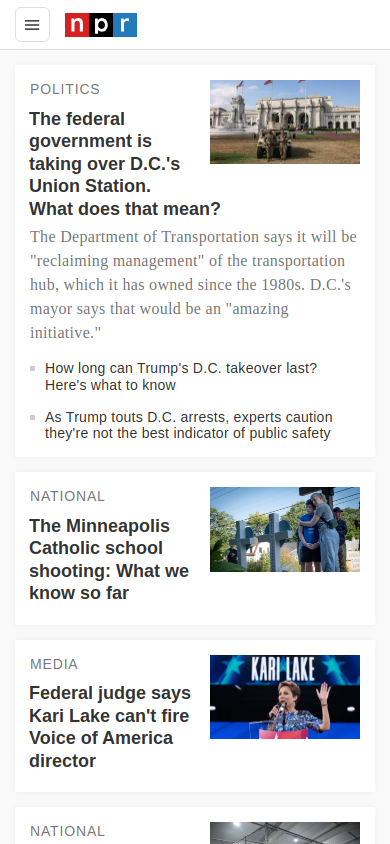 npr
POLITICS
The federal
government is
taking over D.C.'s
Union Station.
What does that mean?
The Department of Transportation says it will be
"reclaiming management" of the transportation
hub, which it has owned since the 1980s. D.C.'s
mayor says that would be an "amazing
initiative."
How long can Trump's D.C. takeover last?
Here's what to know
As Trump touts D.C. arrests, experts caution
they're not the best indicator of public safety
NATIONAL
The Minneapolis
Catholic school
shooting: What we
know so far
MEDIA
Federal judge says
Kari Lake can't fire
Voice of America
director
KARI LAKE
NATIONAL